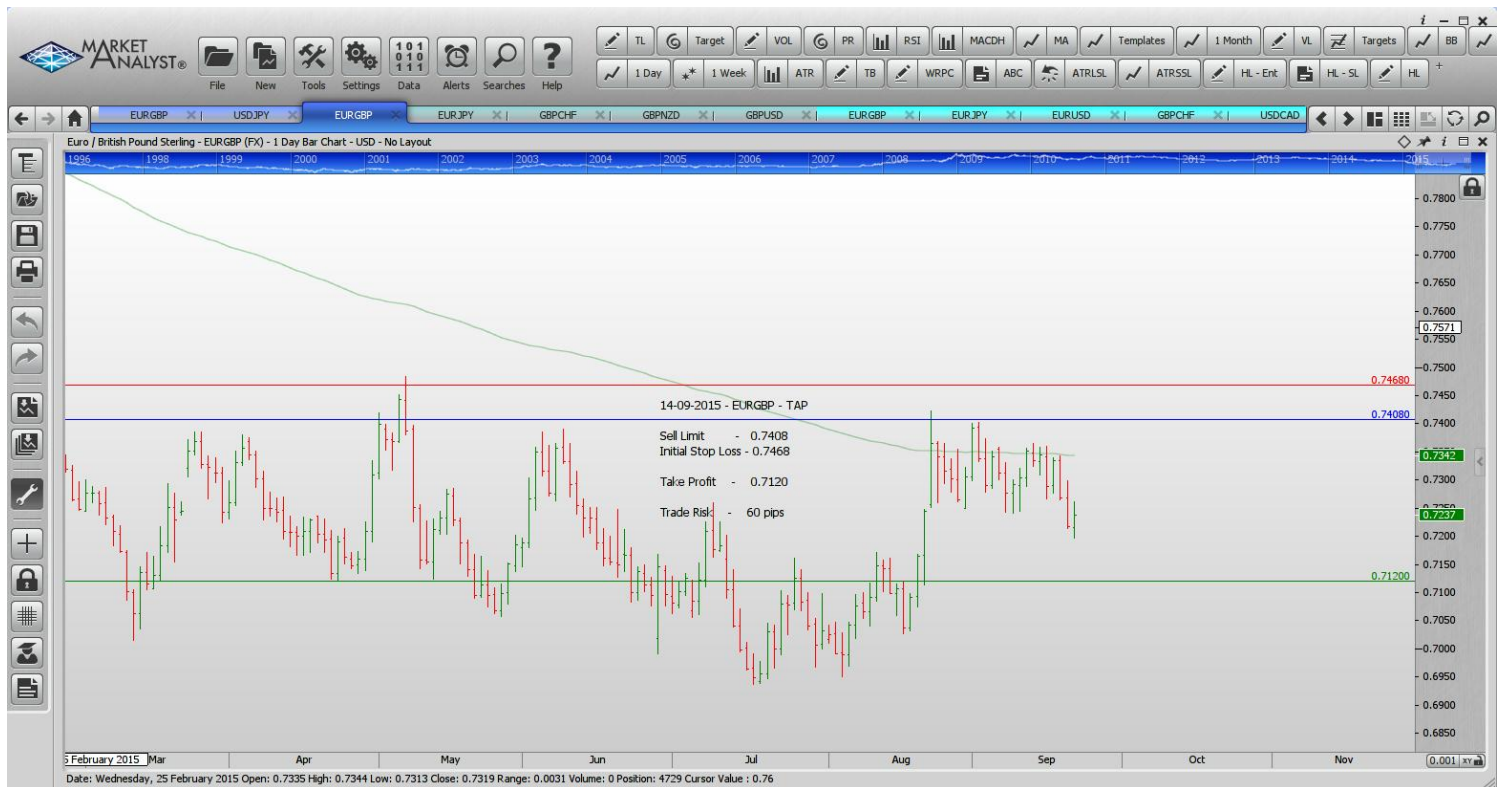 i
MARKET
ANALYST®
File New Tools Settings Data Alerts Searches Help
101
010
111
TL Target VOL PR RSI MACDH MA Templates 1 Month VL Targets BB
1 Day 1 Week ATR TB WRPC ABC ATRLSL ATRSSL HL - Ent HL - SL HL +
EURGBP USDJPY EURGBP EURJPY GBPCHF GBPNZD GBPUSD EURGBP EURJPY EURUSD GBPCHF USDCAD
Euro / British Pound Sterling - EURGBP (FX) - 1 Day Bar Chart - USD - No Layout
1996 1998 1999 2000 2001 2002 2003 2004 2005 2006 2007 2008 2009 2010 2011 2012 2013 2014 2015
0.7800
0.7750
0.7700
0.7650
0.7600
0.7571
0.7550
0.7500
0.74680
0.7450
0.74080
0.7400
0.7342
0.7300
0.7237
0.7200
0.7150
0.71200
0.7100
0.7050
0.7000
0.6950
0.6900
0.6850
14-09-2015 - EURGBP - TAP
Sell Limit - 0.7408
Initial Stop Loss - 0.7468
Take Profit - 0.7120
Trade Risk - 60 pips
February 2015 Mar Apr May Jun Jul Aug Sep Oct Nov 0.001 XY
Date: Wednesday, 25 February 2015 Open: 0.7335 High: 0.7344 Low: 0.7313 Close: 0.7319 Range: 0.0031 Volume: 0 Position: 4729 Cursor Value : 0.76